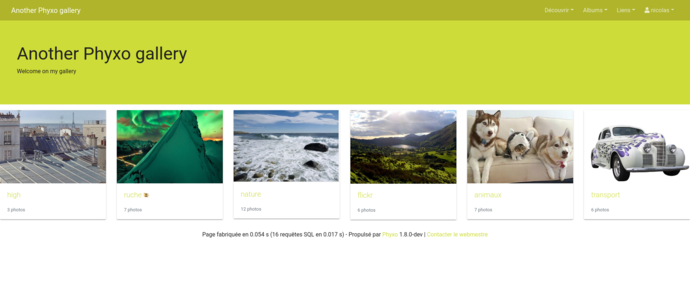 Another Phyxo gallery
Découvrir
Albums
Liens
nicolas
Another Phyxo gallery
Welcome on my gallery
high
3 photos
ruche
7 photos
nature
12 photos
flickr
6 photos
animaux
7 photos
transport
6 photos
Page fabriquée en 0.054 s (16 requêtes SQL en 0.017 s) - Propulsé par Phyxo 1.8.0-dev | Contacter le webmestre